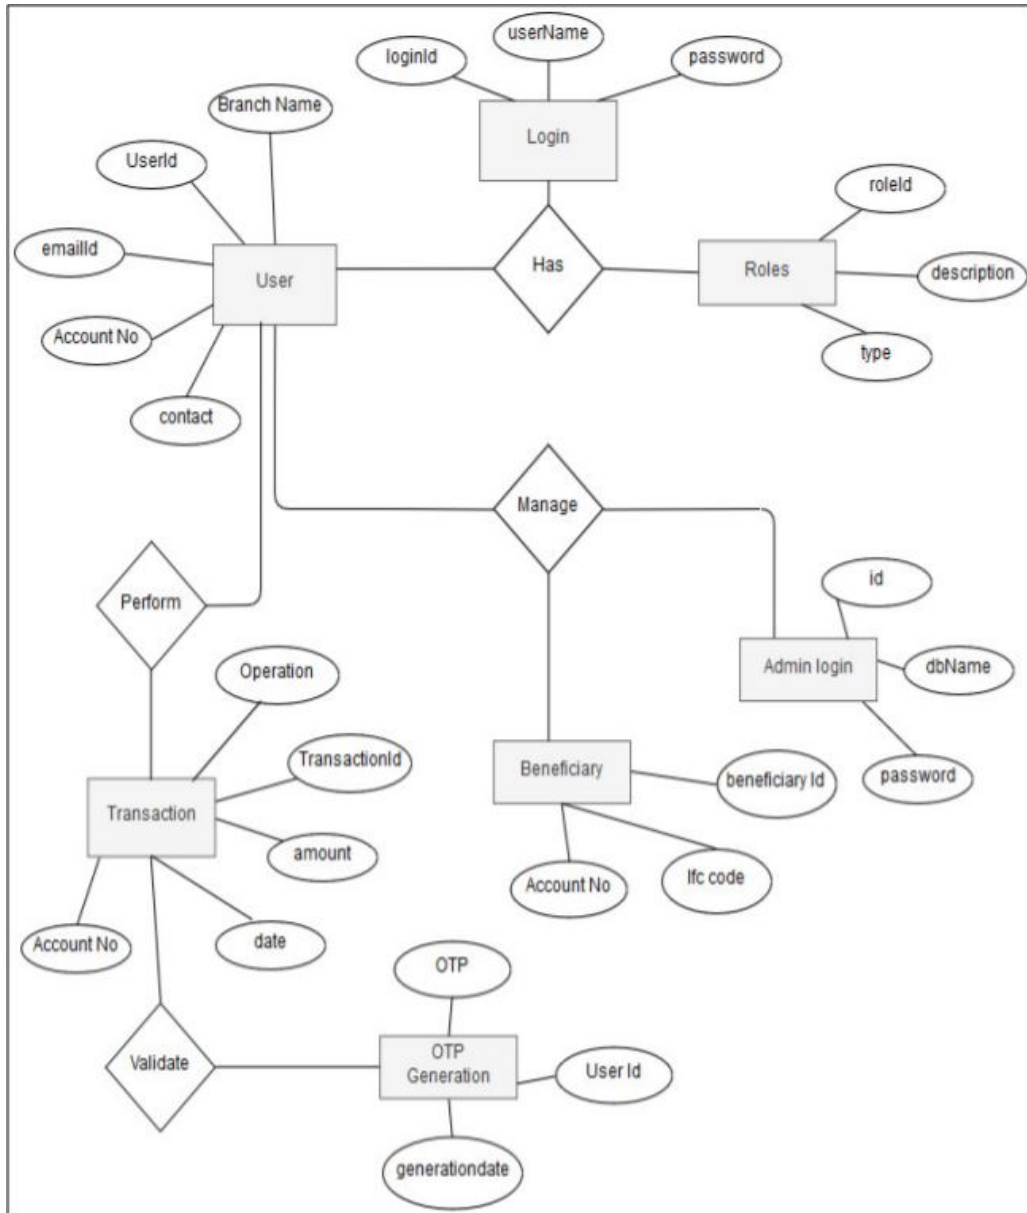 userName
loginId
password
Branch Name
Login
UserId
roleId
emailId
User
Has
Roles
description
Account No
type
contact
Manage
Perform
id
Operation
Admin login
dbName
TransactionId
Beneficiary
beneficiary Id
password
Transaction
amount
Account No
Ifc code
Account No
date
OTP
Validate
OTP
Generation
User Id
generationdate